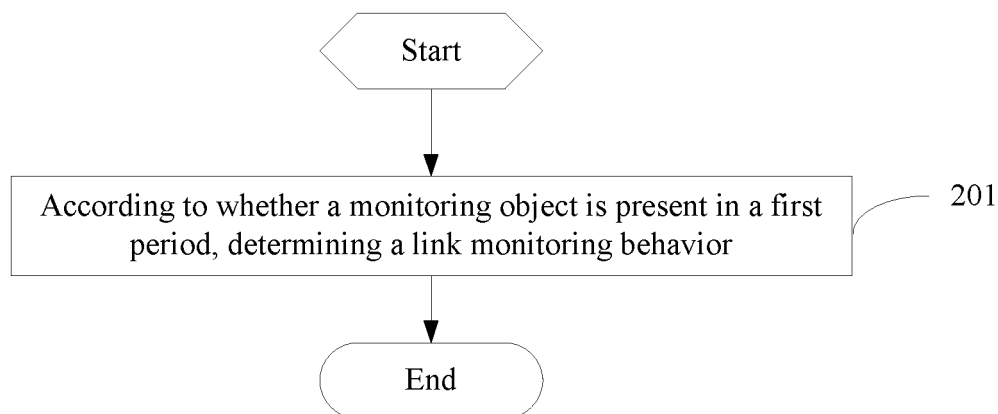 Start
According to whether a monitoring object is present in a first
period, determining a link monitoring behavior
201
End